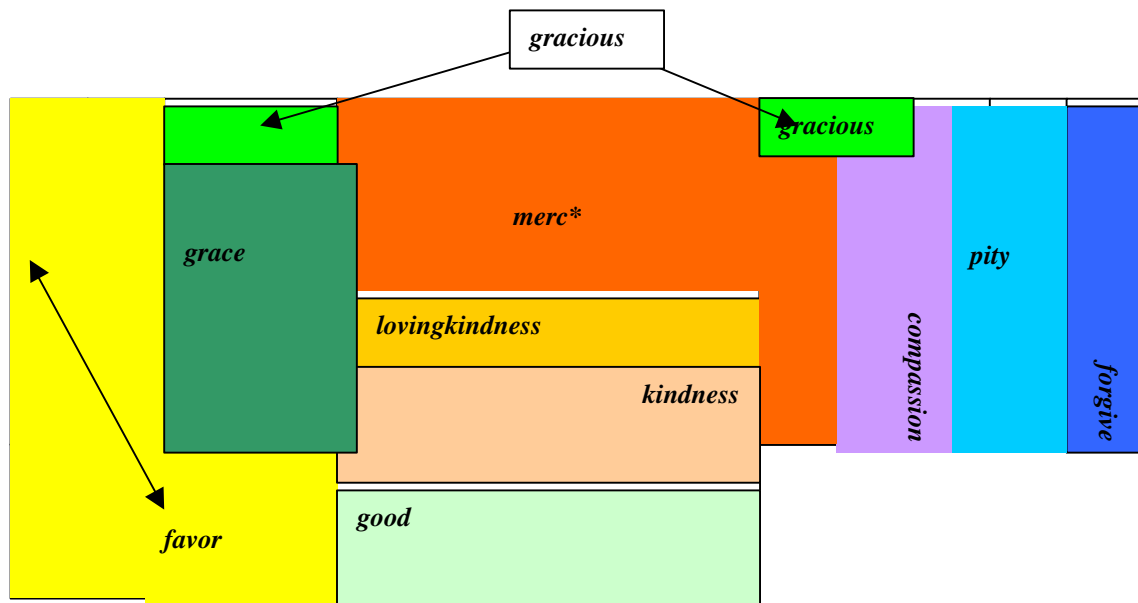 gracious
gracious
merc*
grace
pity
lovingkindness
compassion
forgive
kindness
good
favor